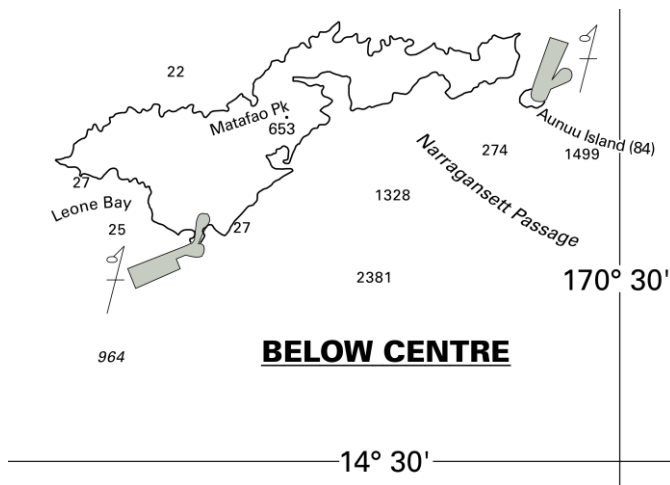 22
Matafao Pk
653
Aunuu Island (84)
274
1499
Narragansett Passage
27
Leone Bay
1328
25
27
2381
170° 30'
964
BELOW CENTRE
14° 30'